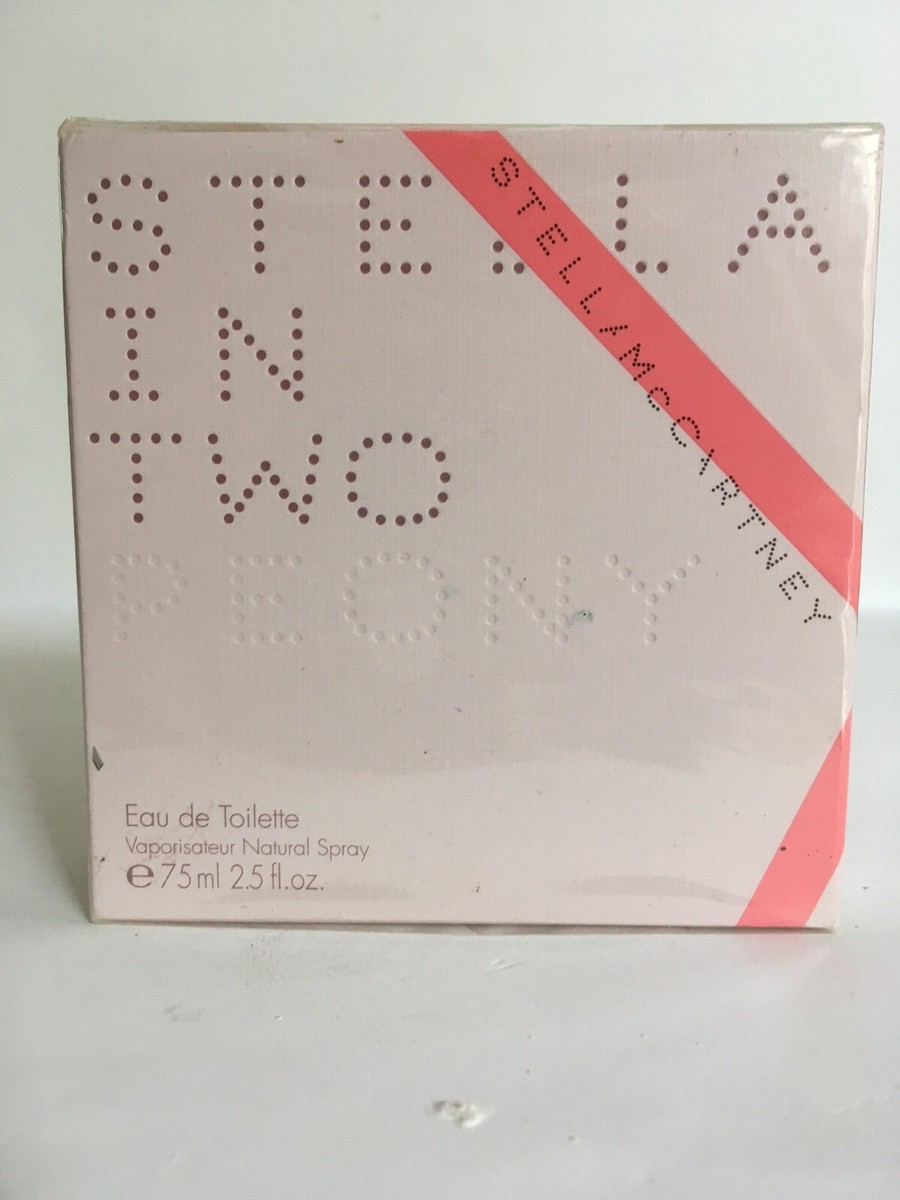 STELLA
STELLAMCCARTNEY
IN
TWO
PEONY
Eau de Toilette
Vaporisateur Natural Spray
℮75ml 2.5 fl.oz.